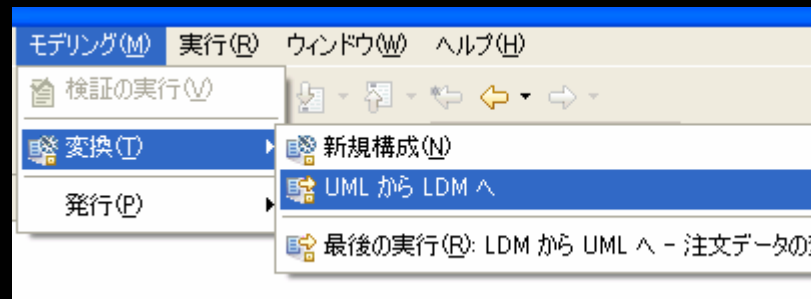 モデリング(M) 実行(R) ウィンドウ(W) ヘルプ(H)
検証の実行(V)
変換(T)
新規構成(N)
UML から LDM へ
発行(P)
最後の実行(R): LDM から UML へ - 注文データの